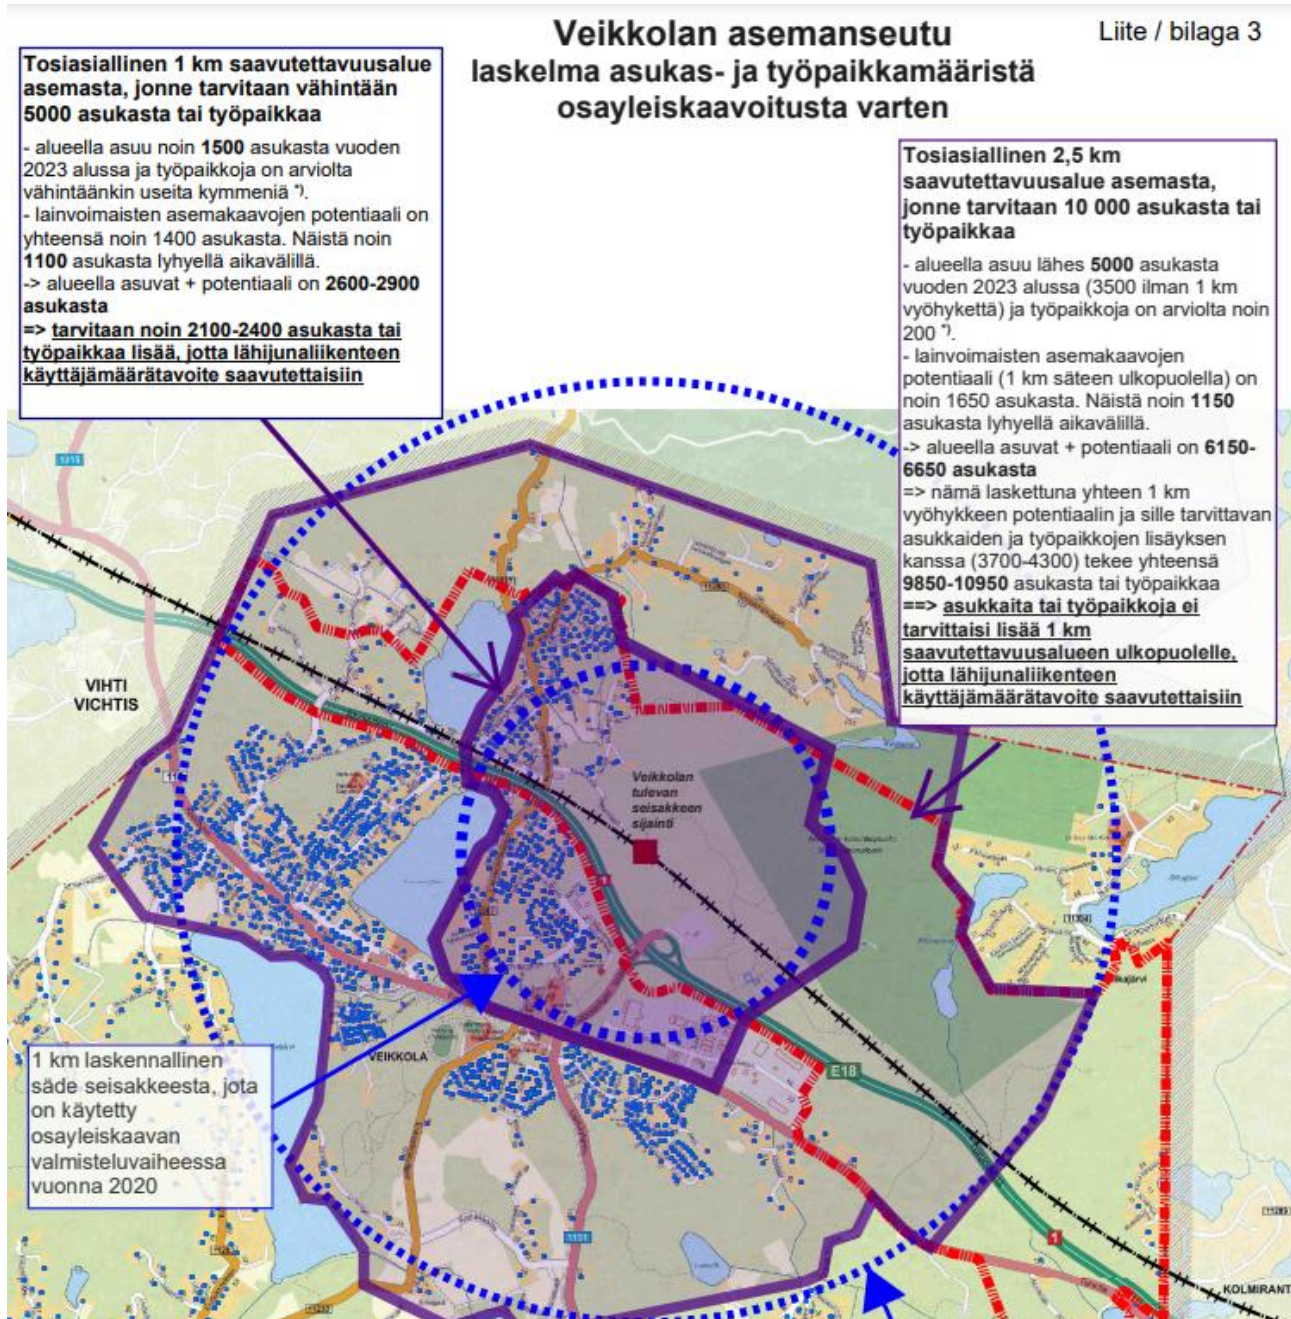 Veikkolan asemanseutu
laskelma asukas- ja työpaikkamääristä
osayleiskaavoitusta varten
Liite / bilaga 3
Tosiasiallinen 1 km saavutettavuusalue
asemasta, jonne tarvitaan vähintään
5000 asukasta tai työpaikkaa
- alueella asuu noin 1500 asukasta vuoden
2023 alussa ja työpaikkoja on arviolta
vähintäänkin useita kymmeniä *).
- lainvoimaisten asemakaavojen potentiaali on
yhteensä noin 1400 asukasta. Näistä noin
1100 asukasta lyhyellä aikavälillä.
-> alueella asuvat + potentiaali on 2600-2900
asukasta
=> tarvitaan noin 2100-2400 asukasta tai
työpaikkaa lisää, jotta lähijunaliikenteen
käyttäjämäärätavoite saavutettaisiin
Tosiasiallinen 2,5 km
saavutettavuusalue asemasta,
jonne tarvitaan 10 000 asukasta tai
työpaikkaa
- alueella asuu lähes 5000 asukasta
vuoden 2023 alussa (3500 ilman 1 km
vyöhykettä) ja työpaikkoja on arviolta noin
200 *).
- lainvoimaisten asemakaavojen
potentiaali (1 km säteen ulkopuolella) on
noin 1650 asukasta. Näistä noin 1150
asukasta lyhyellä aikavälillä.
-> alueella asuvat + potentiaali on 6150-
6650 asukasta
=> nämä laskettuna yhteen 1 km
vyöhykkeen potentiaalin ja sille tarvittavan
asukkaiden ja työpaikkojen lisäyksen
kanssa (3700-4300) tekee yhteensä
9850-10950 asukasta tai työpaikkaa
==> asukkaita tai työpaikkoja ei
tarvittaisi lisää 1 km
saavutettavuusalueen ulkopuolelle,
jotta lähijunaliikenteen
käyttäjämäärätavoite saavutettaisiin
1315
VIHTI
VICHTIS
Veikkolan
tulevan
seisakkeen
sijainti
1
VEIKKOLA
E18
1 km laskennallinen
säde seisakkeesta, jota
on käytetty
osayleiskaavan
valmisteluvaiheessa
vuonna 2020
1131
1
11289
KOLMIRANT